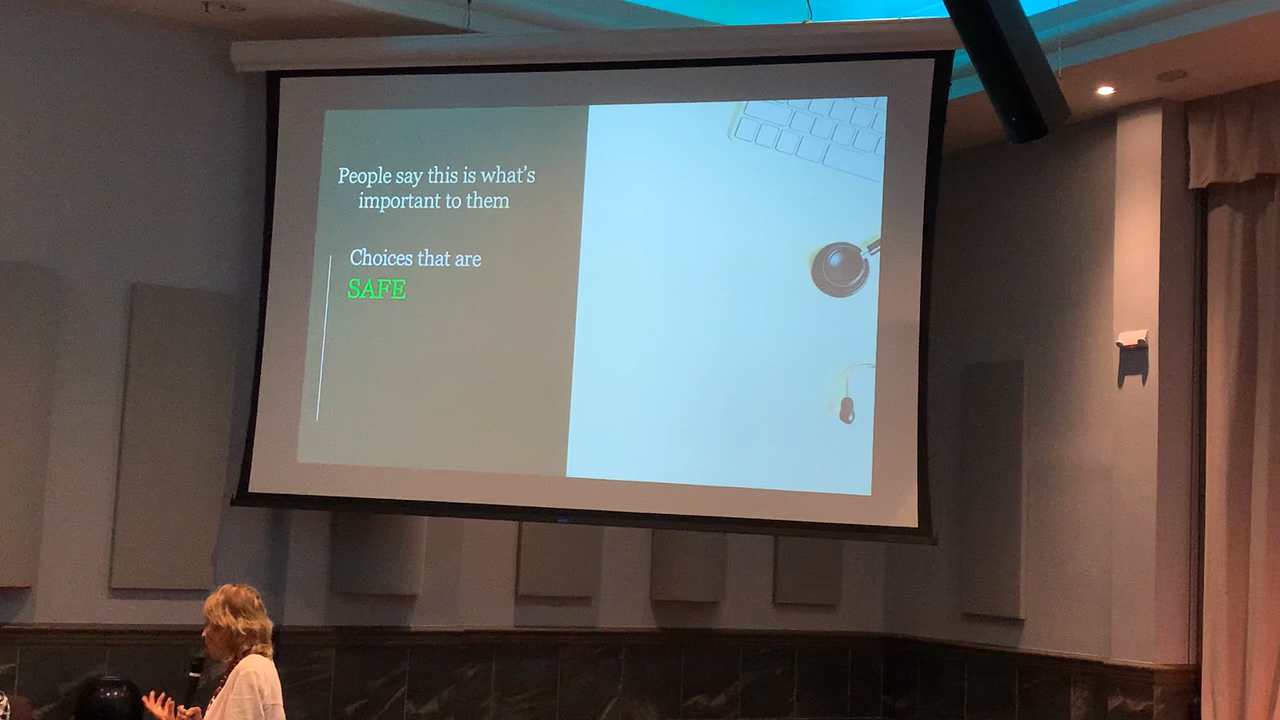 People say this is what’s
important to them
Choices that are
SAFE